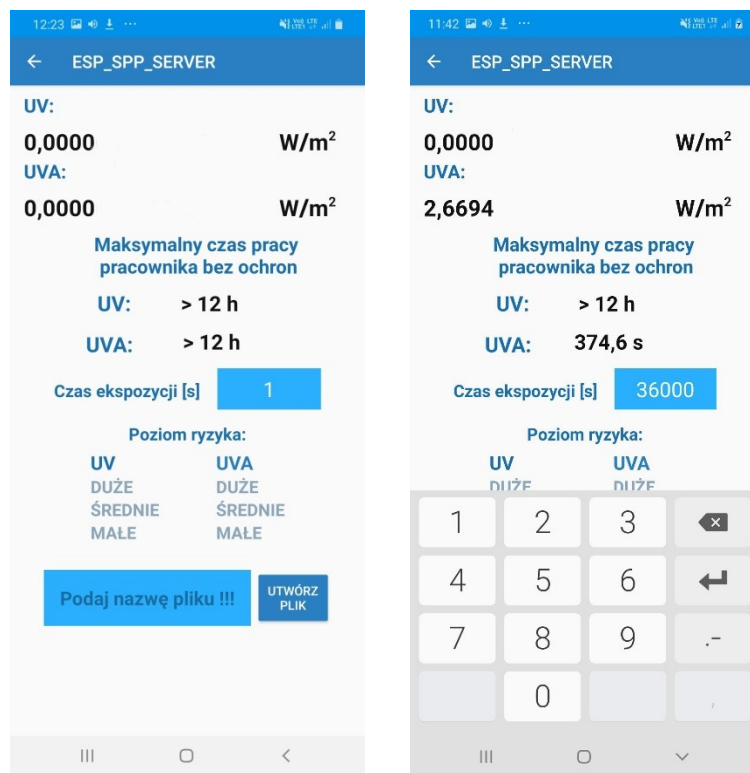 12:23
ESP_SPP_SERVER
UV:
0,0000 W/m²
UVA:
0,0000 W/m²
Maksymalny czas pracy
pracownika bez ochron
UV: > 12 h
UVA: > 12 h
Czas ekspozycji [s] 1
Poziom ryzyka:
UV UVA
DUŻE DUŻE
ŚREDNIE ŚREDNIE
MAŁE MAŁE
Podaj nazwę pliku !!! UTWÓRZ
PLIK
11:42
ESP_SPP_SERVER
UV:
0,0000 W/m²
UVA:
2,6694 W/m²
Maksymalny czas pracy
pracownika bez ochron
UV: > 12 h
UVA: 374,6 s
Czas ekspozycji [s] 36000
Poziom ryzyka:
UV UVA
DUŻE DUŻE
1 2 3
4 5 6
7 8 9 .-
0 ,